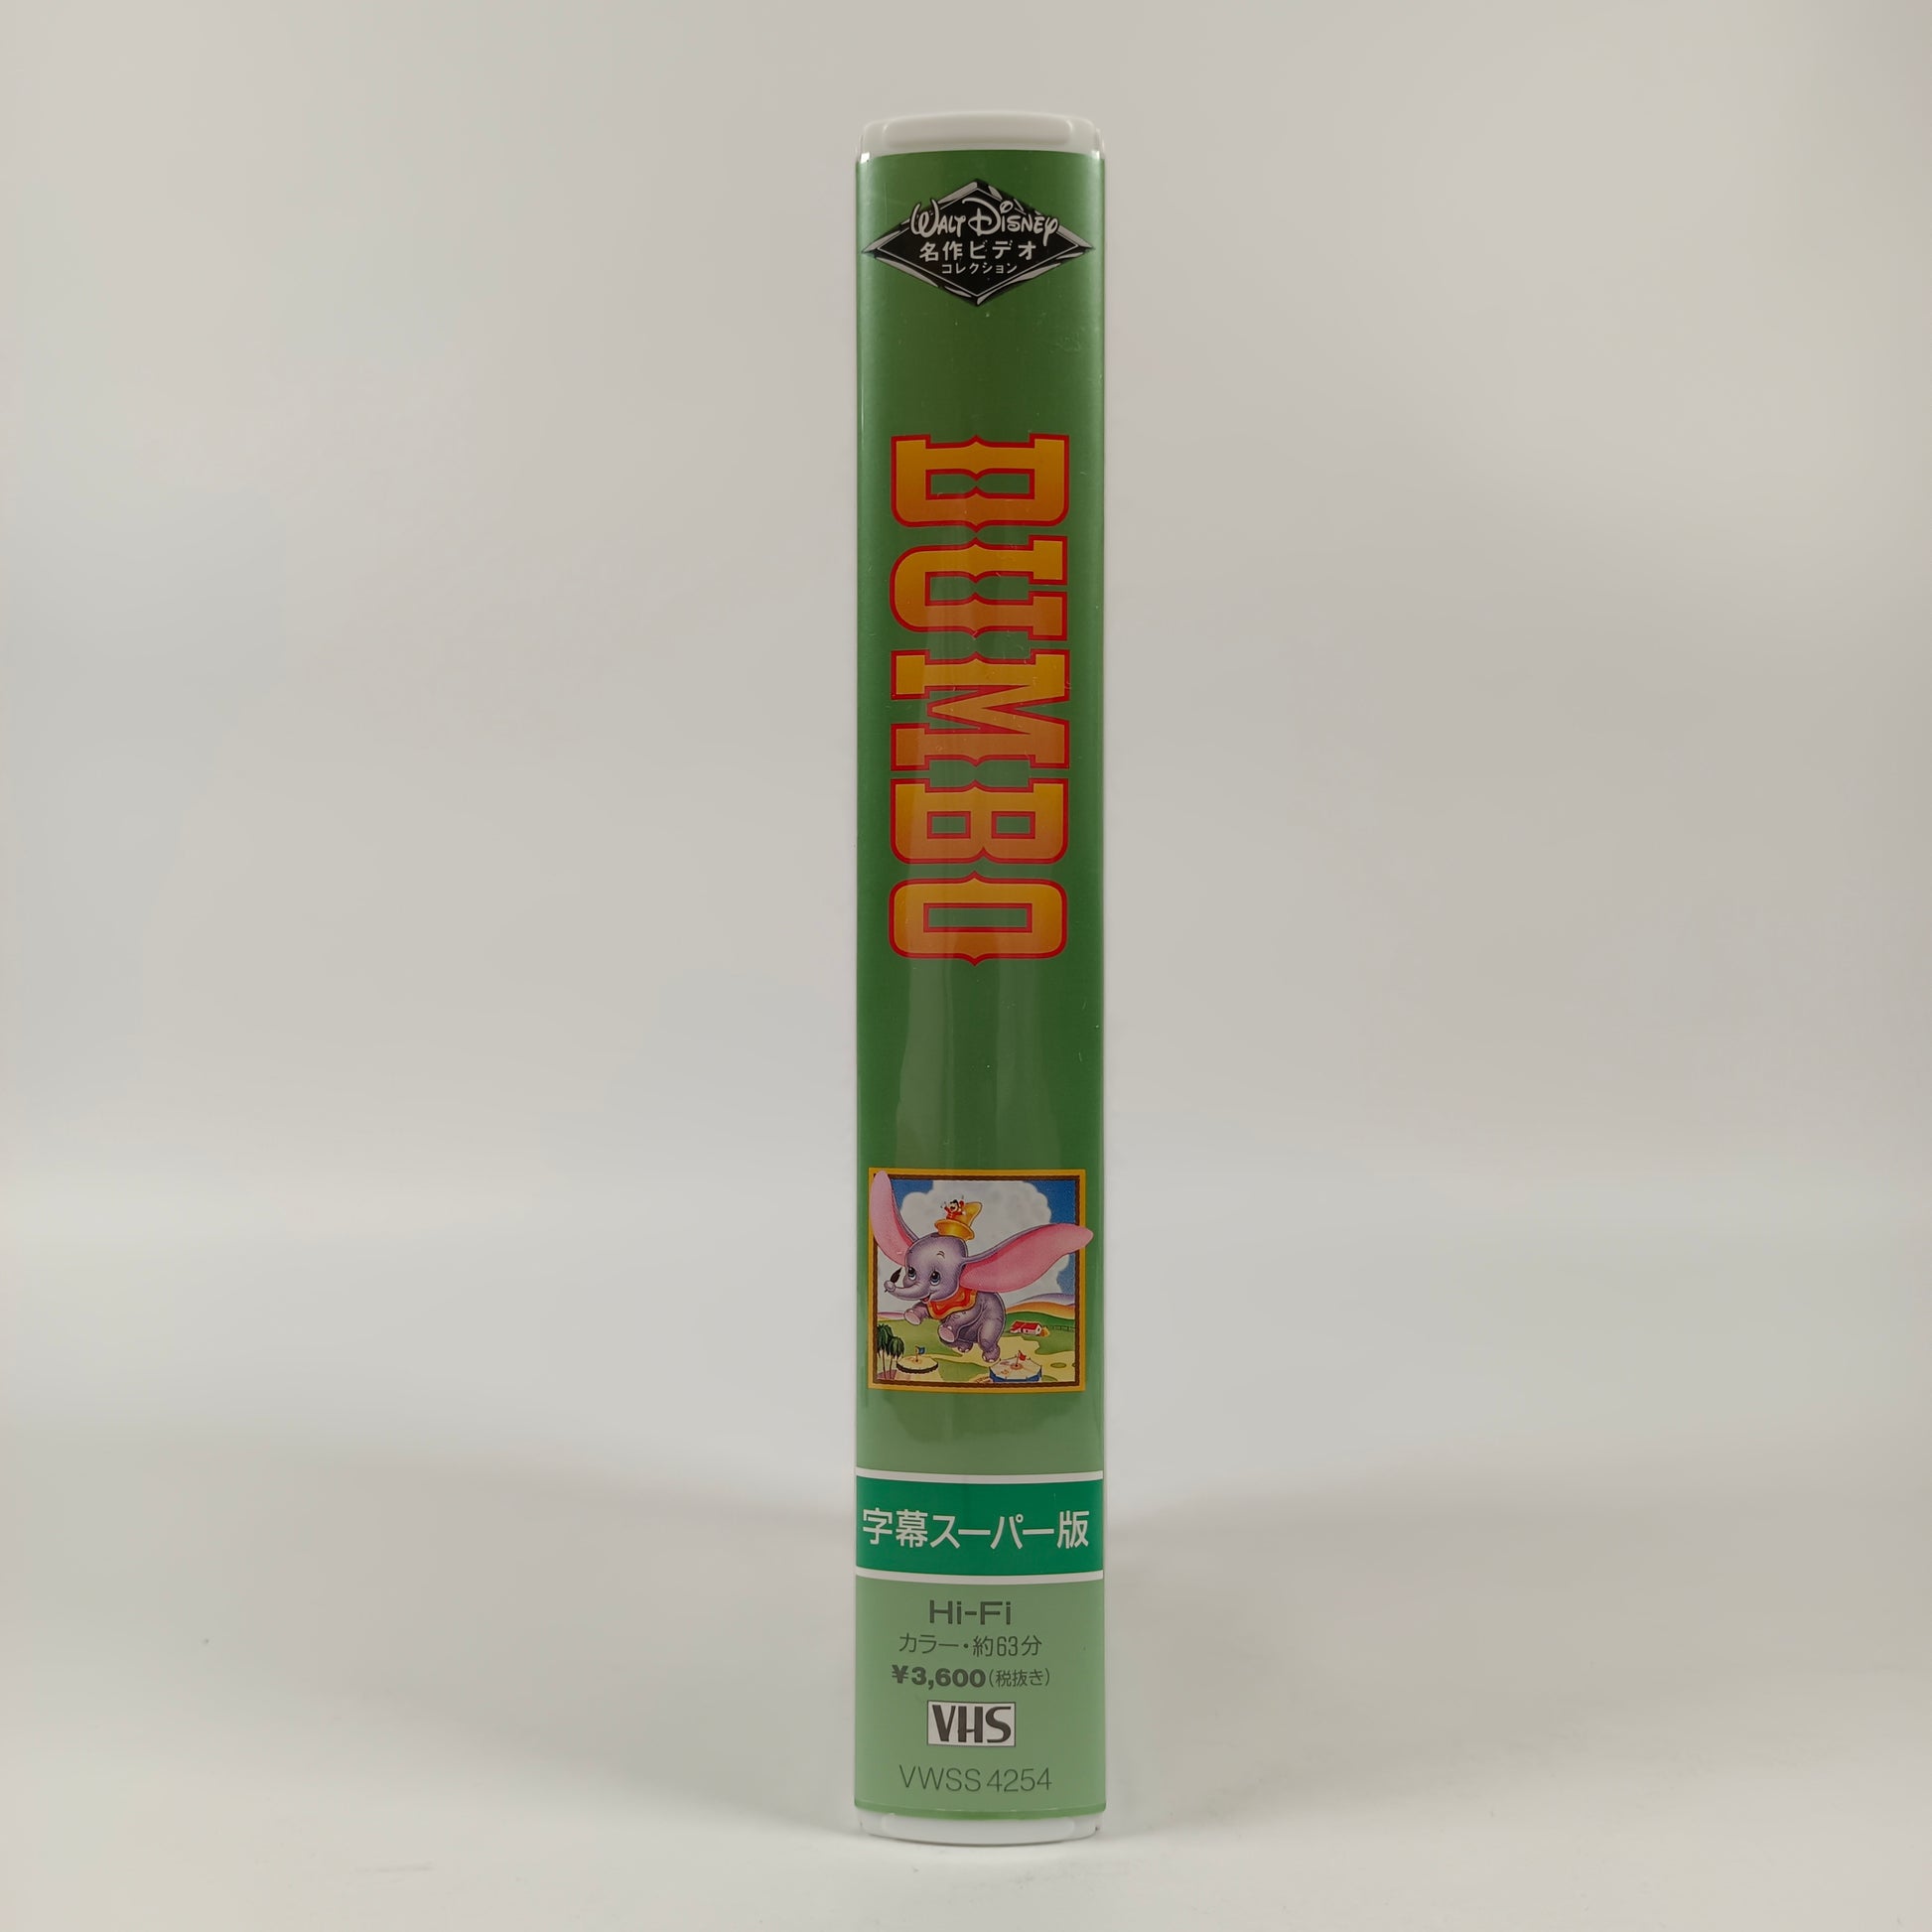 WALT DISNEY
名作ビデオ
コレクション
DUMBO
字幕スーパー版
Hi-Fi
カラー・約63分
¥3,600(税抜き)
VHS
VWSS 4254